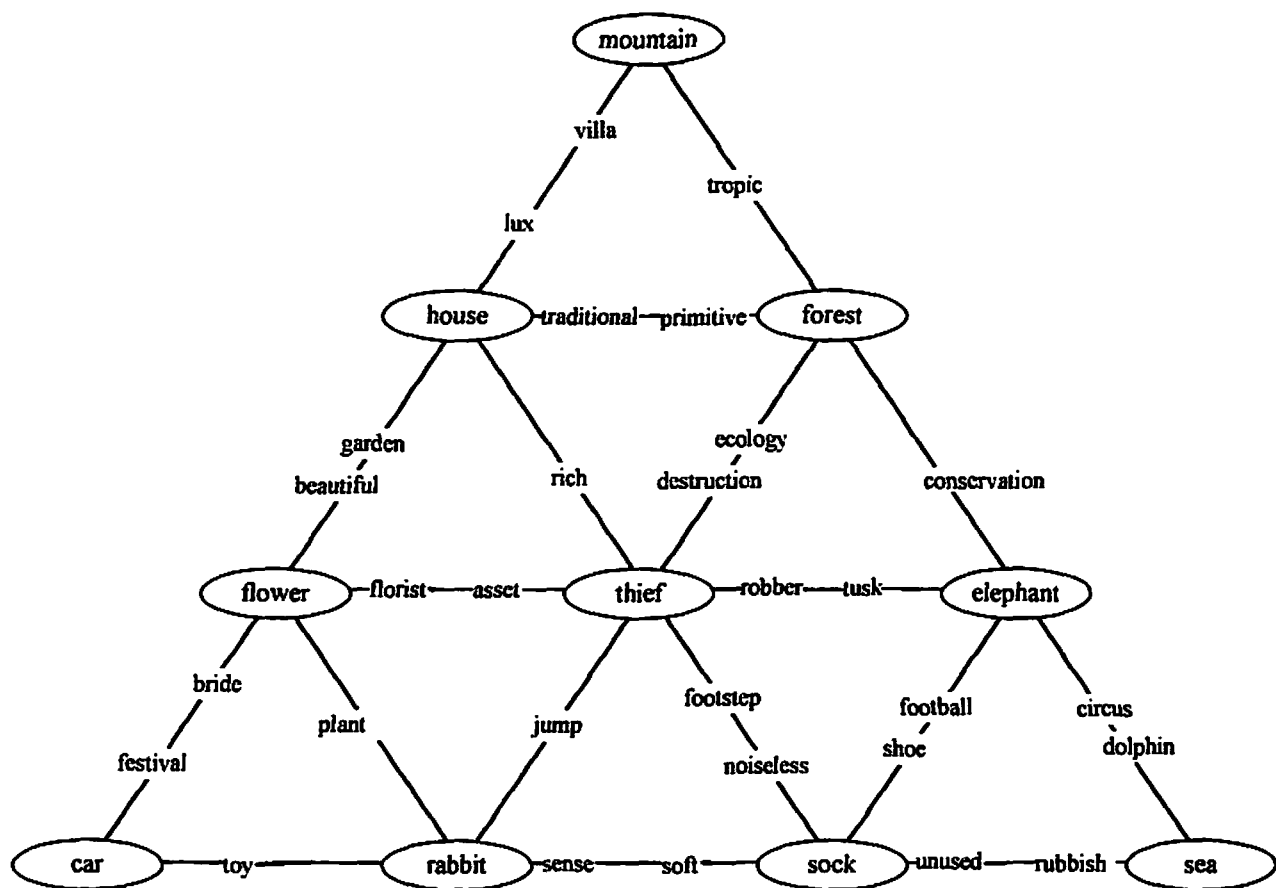 mountain
villa
tropic
lux
house traditional primitive forest
garden ecology
beautiful rich destruction conservation
flower florist asset thief robber tusk elephant
bride footstep football circus
plant jump shoe dolphin
festival noiseless
car toy rabbit sense soft sock unused rubbish sea